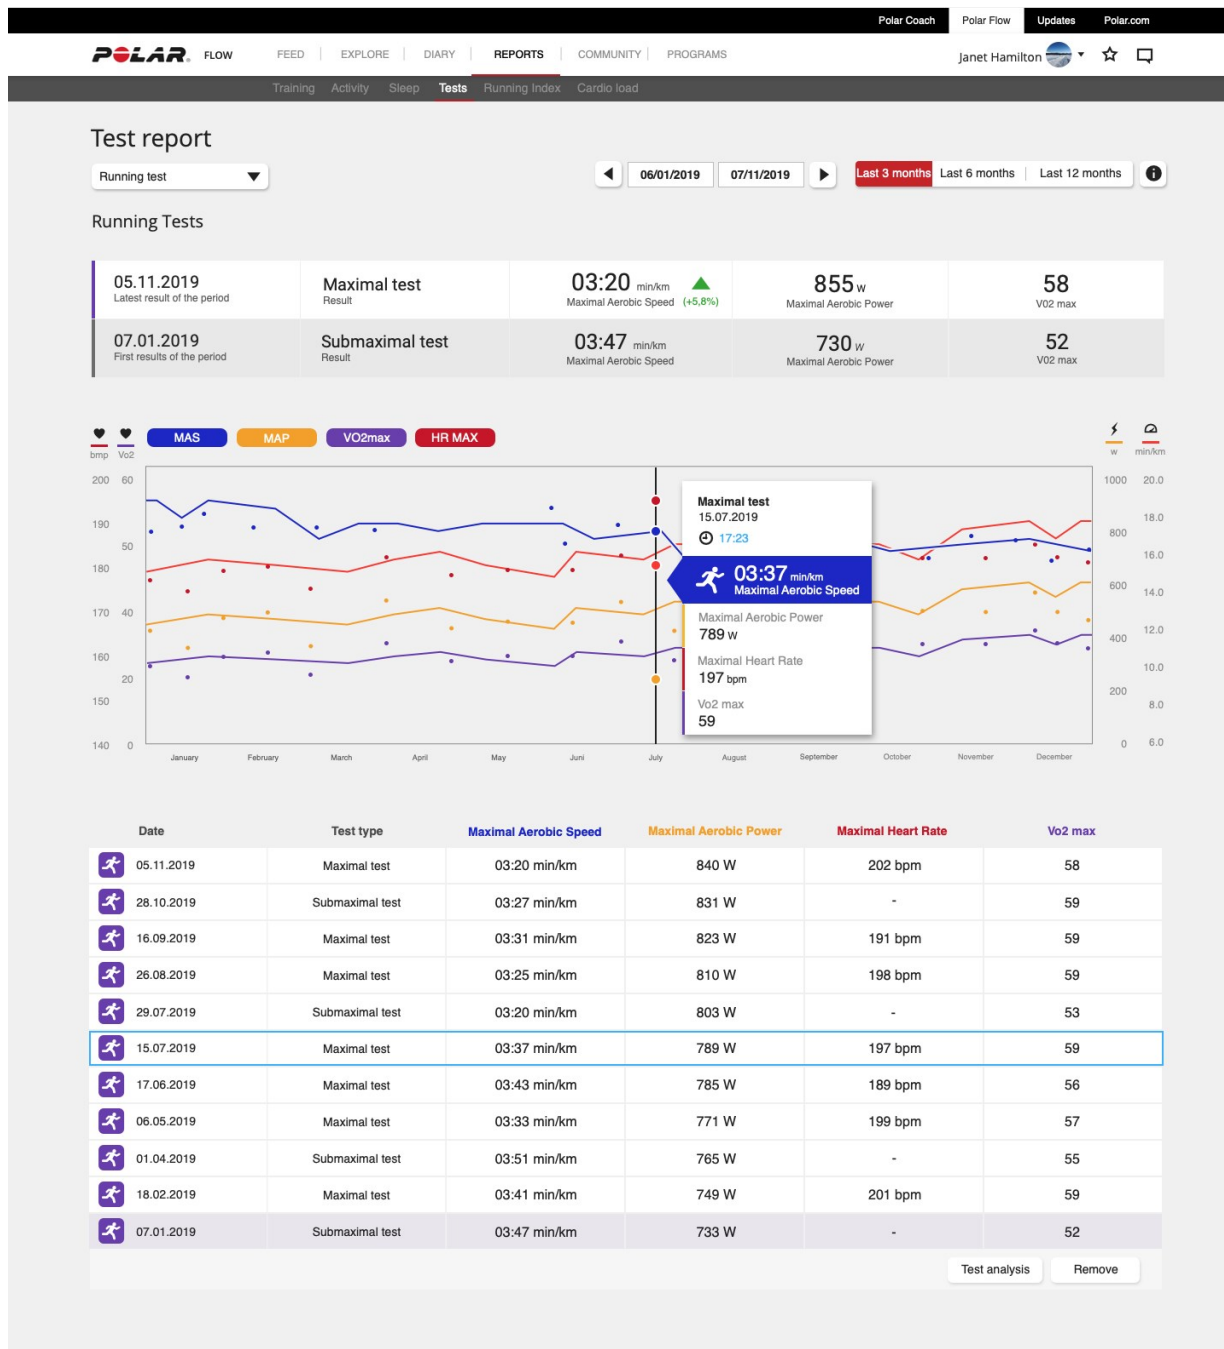 Polar Coach Polar Flow Updates Polar.com
POLAR. FLOW FEED EXPLORE DIARY REPORTS COMMUNITY PROGRAMS Janet Hamilton
Training Activity Sleep Tests Running Index Cardio load
Test report
Running test 06/01/2019 07/11/2019 Last 3 months Last 6 months Last 12 months
Running Tests
05.11.2019 Maximal test 03:20 min/km 855 w 58
Latest result of the period Result Maximal Aerobic Speed (+5,8%) Maximal Aerobic Power V02 max
07.01.2019 Submaximal test 03:47 min/km 730 w 52
First results of the period Result Maximal Aerobic Speed Maximal Aerobic Power V02 max
MAS MAP VO2max HR MAX
bmp Vo2 w min/km
200 60 1000 20.0
190 18.0
800
50 16.0
180
600
14.0
170 40
12.0
400
160 10.0
20
200
150 8.0
140 0 0 6.0
Maximal test
15.07.2019
17:23
03:37 min/km
Maximal Aerobic Speed
Maximal Aerobic Power
789 w
Maximal Heart Rate
197 bpm
Vo2 max
59
January February March April May Juni July August September October November December
Date Test type Maximal Aerobic Speed Maximal Aerobic Power Maximal Heart Rate Vo2 max
05.11.2019 Maximal test 03:20 min/km 840 W 202 bpm 58
28.10.2019 Submaximal test 03:27 min/km 831 W - 59
16.09.2019 Maximal test 03:31 min/km 823 W 191 bpm 59
26.08.2019 Maximal test 03:25 min/km 810 W 198 bpm 59
29.07.2019 Submaximal test 03:20 min/km 803 W - 53
15.07.2019 Maximal test 03:37 min/km 789 W 197 bpm 59
17.06.2019 Maximal test 03:43 min/km 785 W 189 bpm 56
06.05.2019 Maximal test 03:33 min/km 771 W 199 bpm 57
01.04.2019 Submaximal test 03:51 min/km 765 W - 55
18.02.2019 Maximal test 03:41 min/km 749 W 201 bpm 59
07.01.2019 Submaximal test 03:47 min/km 733 W - 52
Test analysis Remove